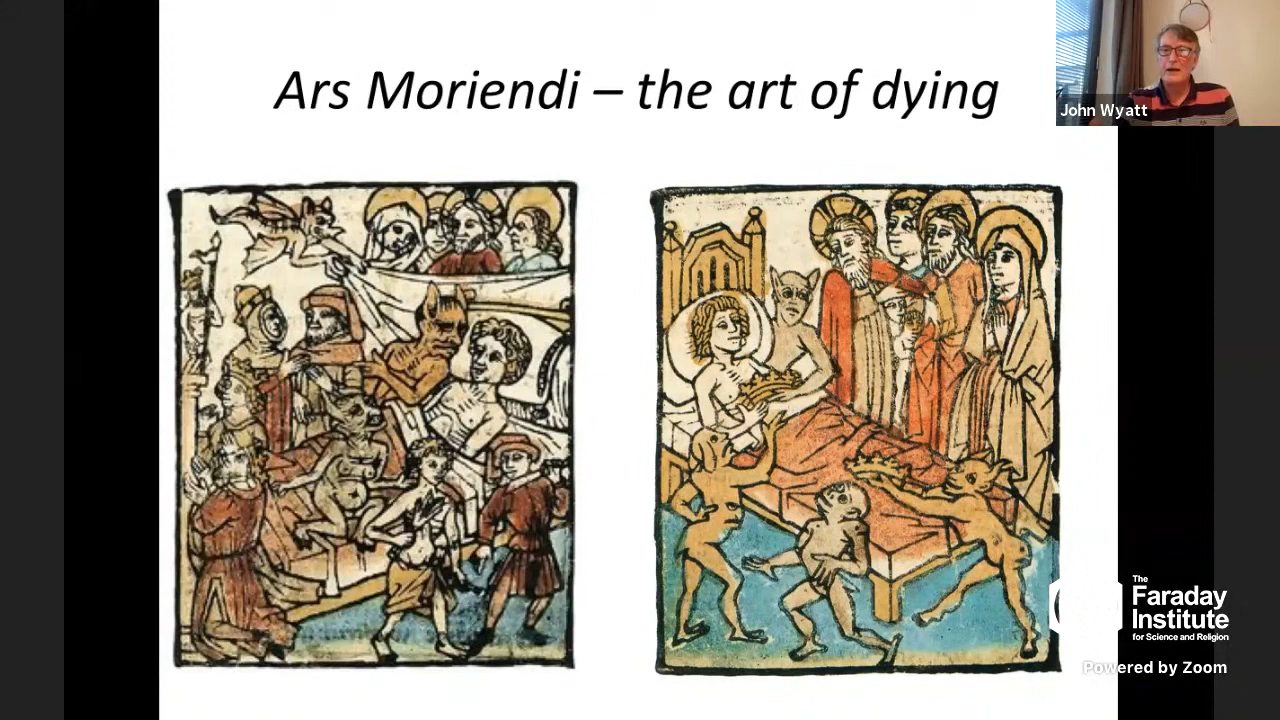 Ars Moriendi – the art of dying
John Wyatt
The
Faraday
Institute
for Science and Religion
Powered by Zoom